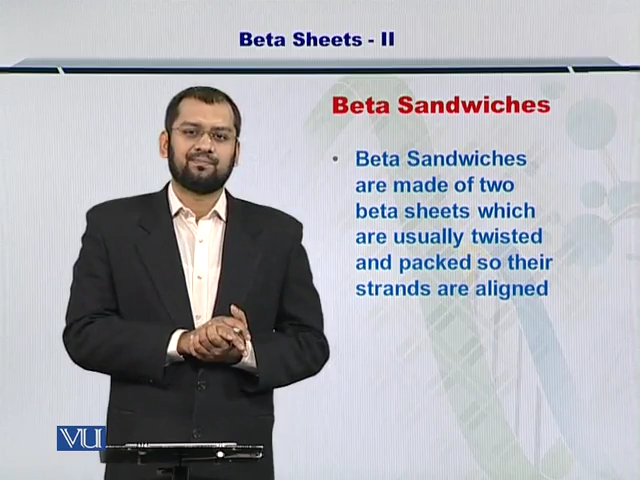 Beta Sheets - II
Beta Sandwiches
• Beta Sandwiches
are made of two
beta sheets which
are usually twisted
and packed so their
strands are aligned
VU